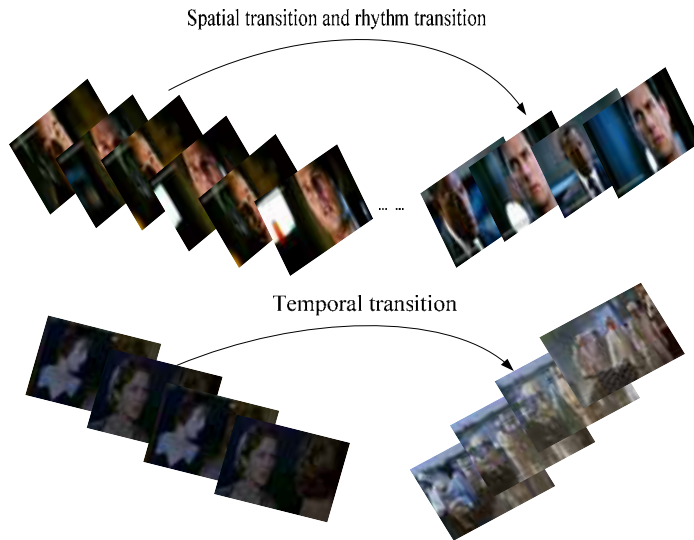 Spatial transition and rhythm transition
... ...
Temporal transition